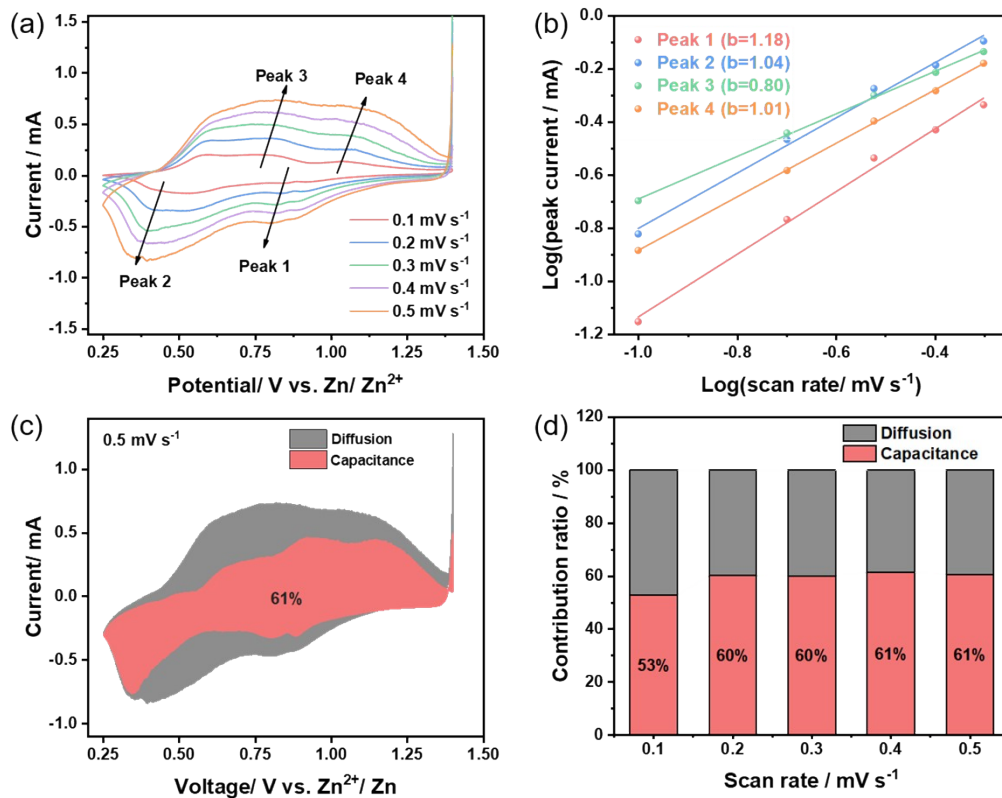 (a)
1.5
1.0
0.5
0.0
-0.5
-1.0
-1.5
Current / mA
Peak 3
Peak 4
Peak 2
Peak 1
0.1 mV s⁻¹
0.2 mV s⁻¹
0.3 mV s⁻¹
0.4 mV s⁻¹
0.5 mV s⁻¹
0.25 0.50 0.75 1.00 1.25 1.50
Potential/ V vs. Zn/ Zn²⁺
(b)
0.0
-0.2
-0.4
-0.6
-0.8
-1.0
-1.2
Log(peak current / mA)
Peak 1 (b=1.18)
Peak 2 (b=1.04)
Peak 3 (b=0.80)
Peak 4 (b=1.01)
-1.0 -0.8 -0.6 -0.4
Log(scan rate/ mV s⁻¹)
(c)
0.5 mV s⁻¹
Diffusion
Capacitance
1.0
0.5
0.0
-0.5
-1.0
Current/ mA
61%
0.25 0.50 0.75 1.00 1.25 1.50
Voltage/ V vs. Zn²⁺/ Zn
(d)
120
100
80
60
40
20
0
Contribution ratio / %
Diffusion
Capacitance
53%
60%
60%
61%
61%
0.1 0.2 0.3 0.4 0.5
Scan rate / mV s⁻¹